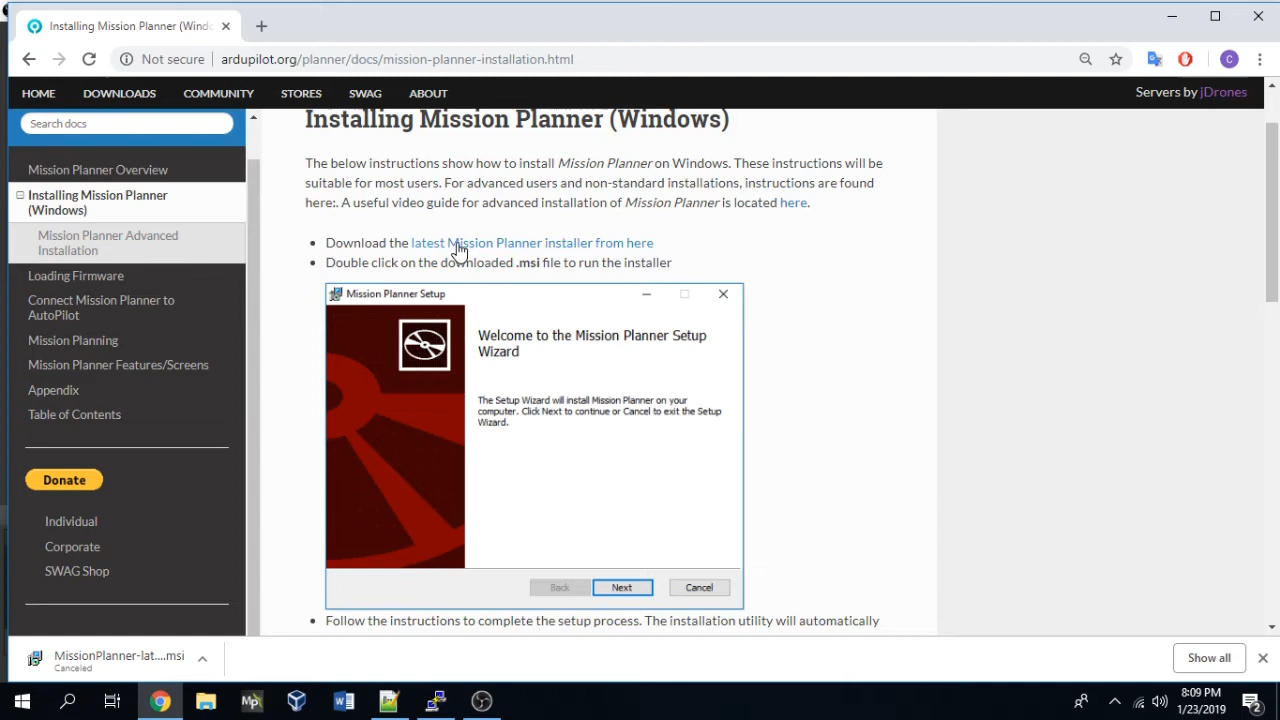 Installing Mission Planner (Windo
Not secure
ardupilot.org/planner/docs/mission-planner-installation.html
C
HOME
DOWNLOADS
COMMUNITY
STORES
SWAG
ABOUT
Servers by jDrones
Search docs
Mission Planner Overview
Installing Mission Planner
(Windows)
Mission Planner Advanced
Installation
Loading Firmware
Connect Mission Planner to
AutoPilot
Mission Planning
Mission Planner Features/Screens
Appendix
Table of Contents
Donate
Individual
Corporate
SWAG Shop
Installing Mission Planner (Windows)
The below instructions show how to install Mission Planner on Windows. These instructions will be
suitable for most users. For advanced users and non-standard installations, instructions are found
here:. A useful video guide for advanced installation of Mission Planner is located here.
Download the latest Mission Planner installer from here
Double click on the downloaded .msi file to run the installer
Mission Planner Setup
Welcome to the Mission Planner Setup
Wizard
The Setup Wizard will install Mission Planner on your
computer. Click Next to continue or Cancel to exit the Setup
Wizard.
Back
Next
Cancel
Follow the instructions to complete the setup process. The installation utility will automatically
MissionPlanner-lat....msi
Canceled
Show all
Mp
8:09 PM
1/23/2019
2